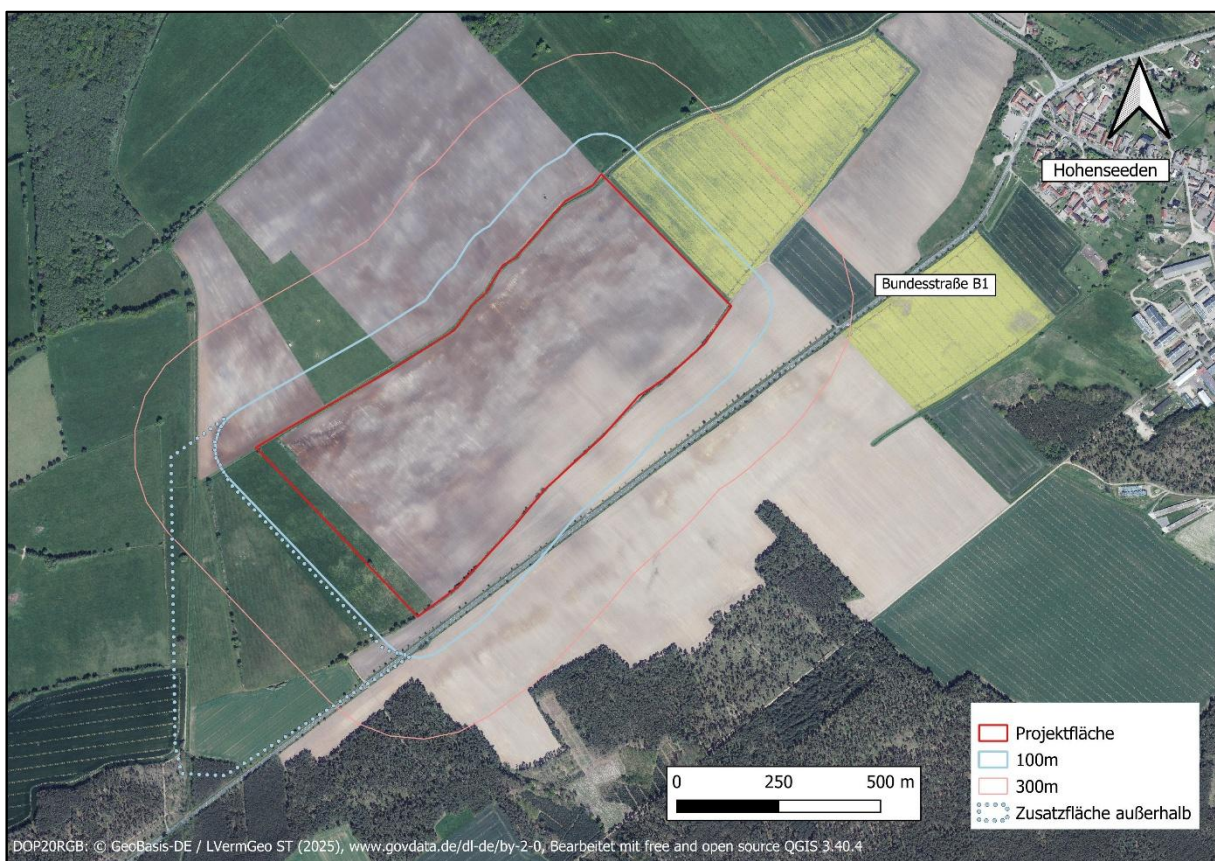 Hohenseeden
Bundesstraße B1
Projektfläche
100m
300m
Zusatzfläche außerhalb
0 250 500 m
DOP20RGB: © GeoBasis-DE / LVermGeo ST (2025), www.govdata.de/dl-de/by-2-0, Bearbeitet mit free and open source QGIS 3.40.4